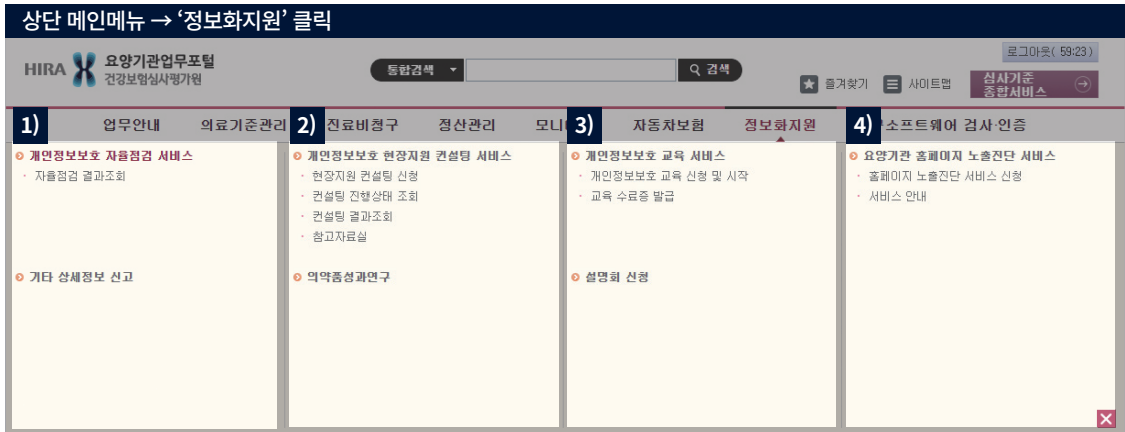 상단 메인메뉴 → ‘정보화지원’ 클릭
HIRA 요양기관업무포털
건강보험심사평가원
통합검색
검색
로그아웃( 59:23)
즐겨찾기
사이트맵
심사기준
종합서비스
1) 업무안내 의료기준관리 2) 진료비청구 정산관리 모니 3) 자동차보험 정보화지원 4) 소프트웨어 검사·인증
개인정보보호 자율점검 서비스
· 자율점검 결과조회
기타 상세정보 신고
개인정보보호 현장지원 컨설팅 서비스
· 현장지원 컨설팅 신청
· 컨설팅 진행상태 조회
· 컨설팅 결과조회
· 참고자료실
의약품성과연구
개인정보보호 교육 서비스
· 개인정보보호 교육 신청 및 시작
· 교육 수료증 발급
설명회 신청
요양기관 홈페이지 노출진단 서비스
· 홈페이지 노출진단 서비스 신청
· 서비스 안내